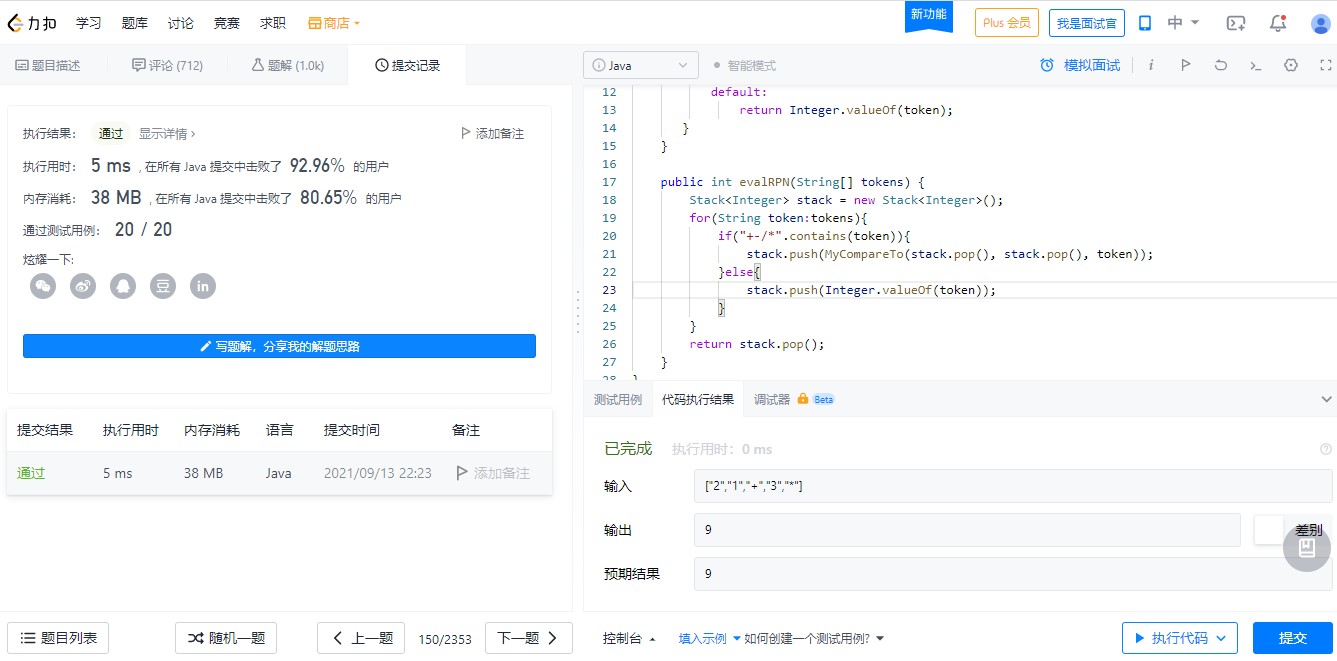 力扣 学习 题库 讨论 竞赛 求职 商店 新功能 Plus 会员 我是面试官 中
题目描述 评论 (712) 题解 (1.0k) 提交记录 Java 智能模式 模拟面试
执行结果： 通过 显示详情 › 添加备注
执行用时： 5 ms , 在所有 Java 提交中击败了 92.96% 的用户
内存消耗： 38 MB , 在所有 Java 提交中击败了 80.65% 的用户
通过测试用例： 20 / 20
炫耀一下:
豆 in
写题解，分享我的解题思路
提交结果 执行用时 内存消耗 语言 提交时间 备注
通过 5 ms 38 MB Java 2021/09/13 22:23 添加备注
12 default:
13 return Integer.valueOf(token);
14 }
15 }
16
17 public int evalRPN(String[] tokens) {
18 Stack<Integer> stack = new Stack<Integer>();
19 for(String token:tokens){
20 if("+-/*".contains(token)){
21 stack.push(MyCompareTo(stack.pop(), stack.pop(), token));
22 }else{
23 stack.push(Integer.valueOf(token));
24 }
25 }
26 return stack.pop();
27 }
28 }
测试用例 代码执行结果 调试器 Beta
已完成 执行用时：0 ms
输入 ["2","1","+","3","*"]
输出 9 差别
预期结果 9
题目列表 随机一题 上一题 150/2353 下一题 控制台 填入示例 如何创建一个测试用例? 执行代码 提交